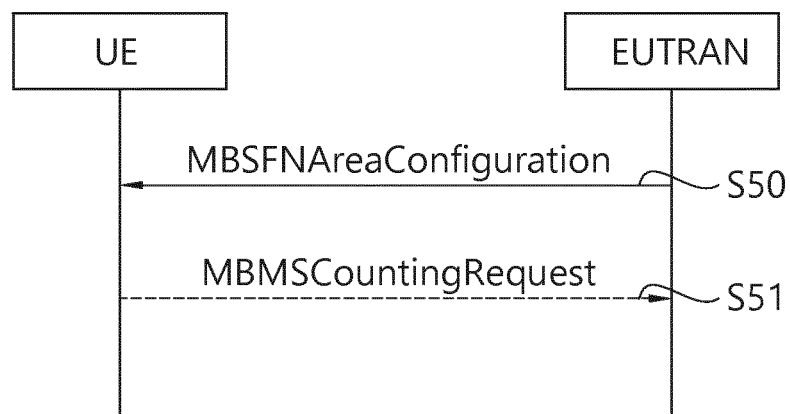 UE
EUTRAN
MBSFNAreaConfiguration
S50
MBMSCountingRequest
S51